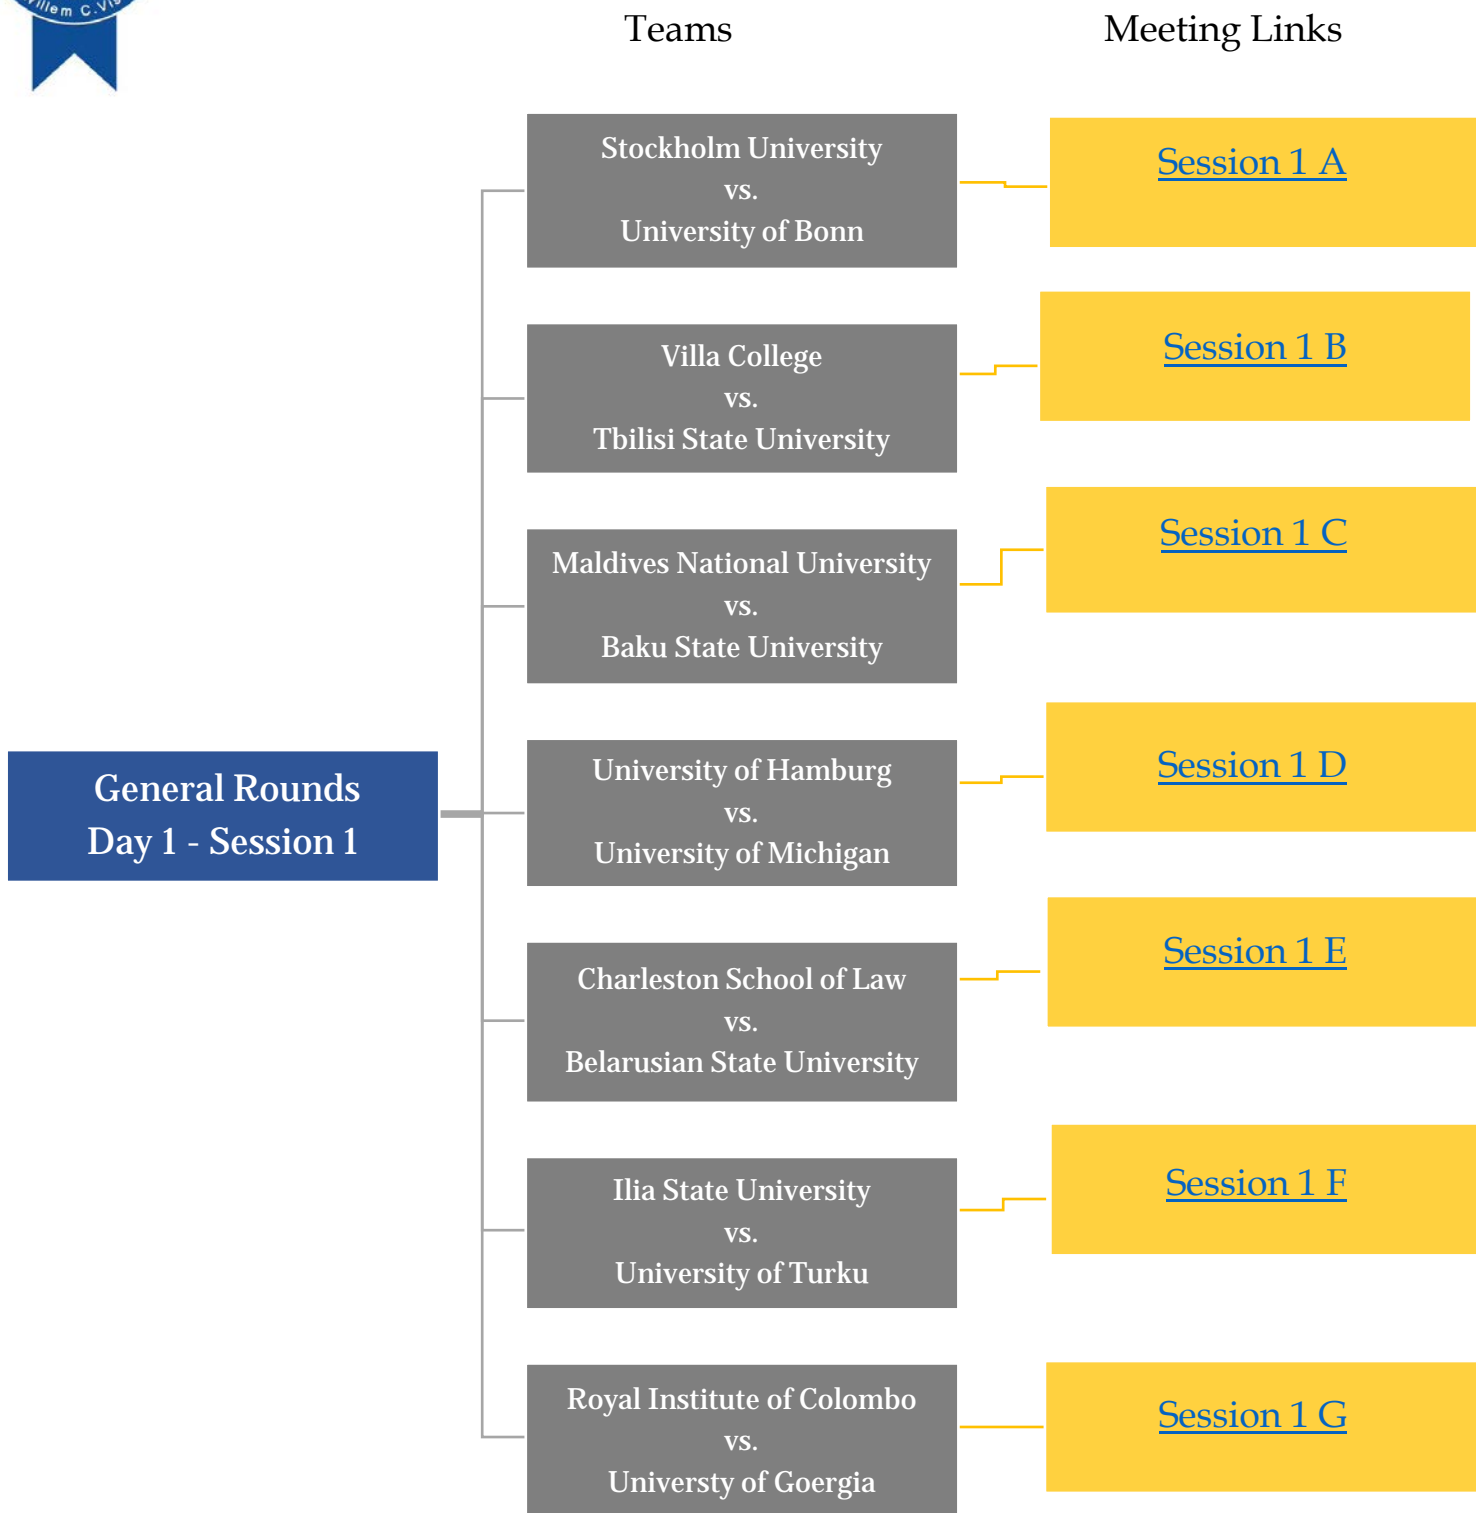 Willem C. Vis
Teams
Meeting Links
Stockholm University
vs.
University of Bonn
Session 1 A
Villa College
vs.
Tbilisi State University
Session 1 B
Maldives National University
vs.
Baku State University
Session 1 C
General Rounds
Day 1 - Session 1
University of Hamburg
vs.
University of Michigan
Session 1 D
Charleston School of Law
vs.
Belarusian State University
Session 1 E
Ilia State University
vs.
University of Turku
Session 1 F
Royal Institute of Colombo
vs.
Universty of Goergia
Session 1 G